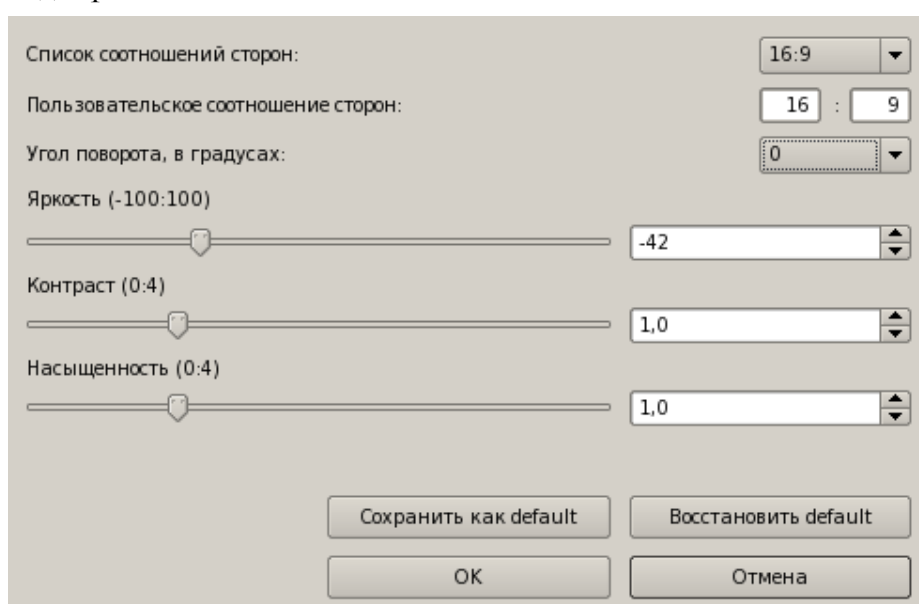 Список соотношений сторон: 16:9
Пользовательское соотношение сторон: 16 : 9
Угол поворота, в градусах: 0
Яркость (-100:100)
-42
Контраст (0:4)
1,0
Насыщенность (0:4)
1,0
Сохранить как default Восстановить default
OK Отмена